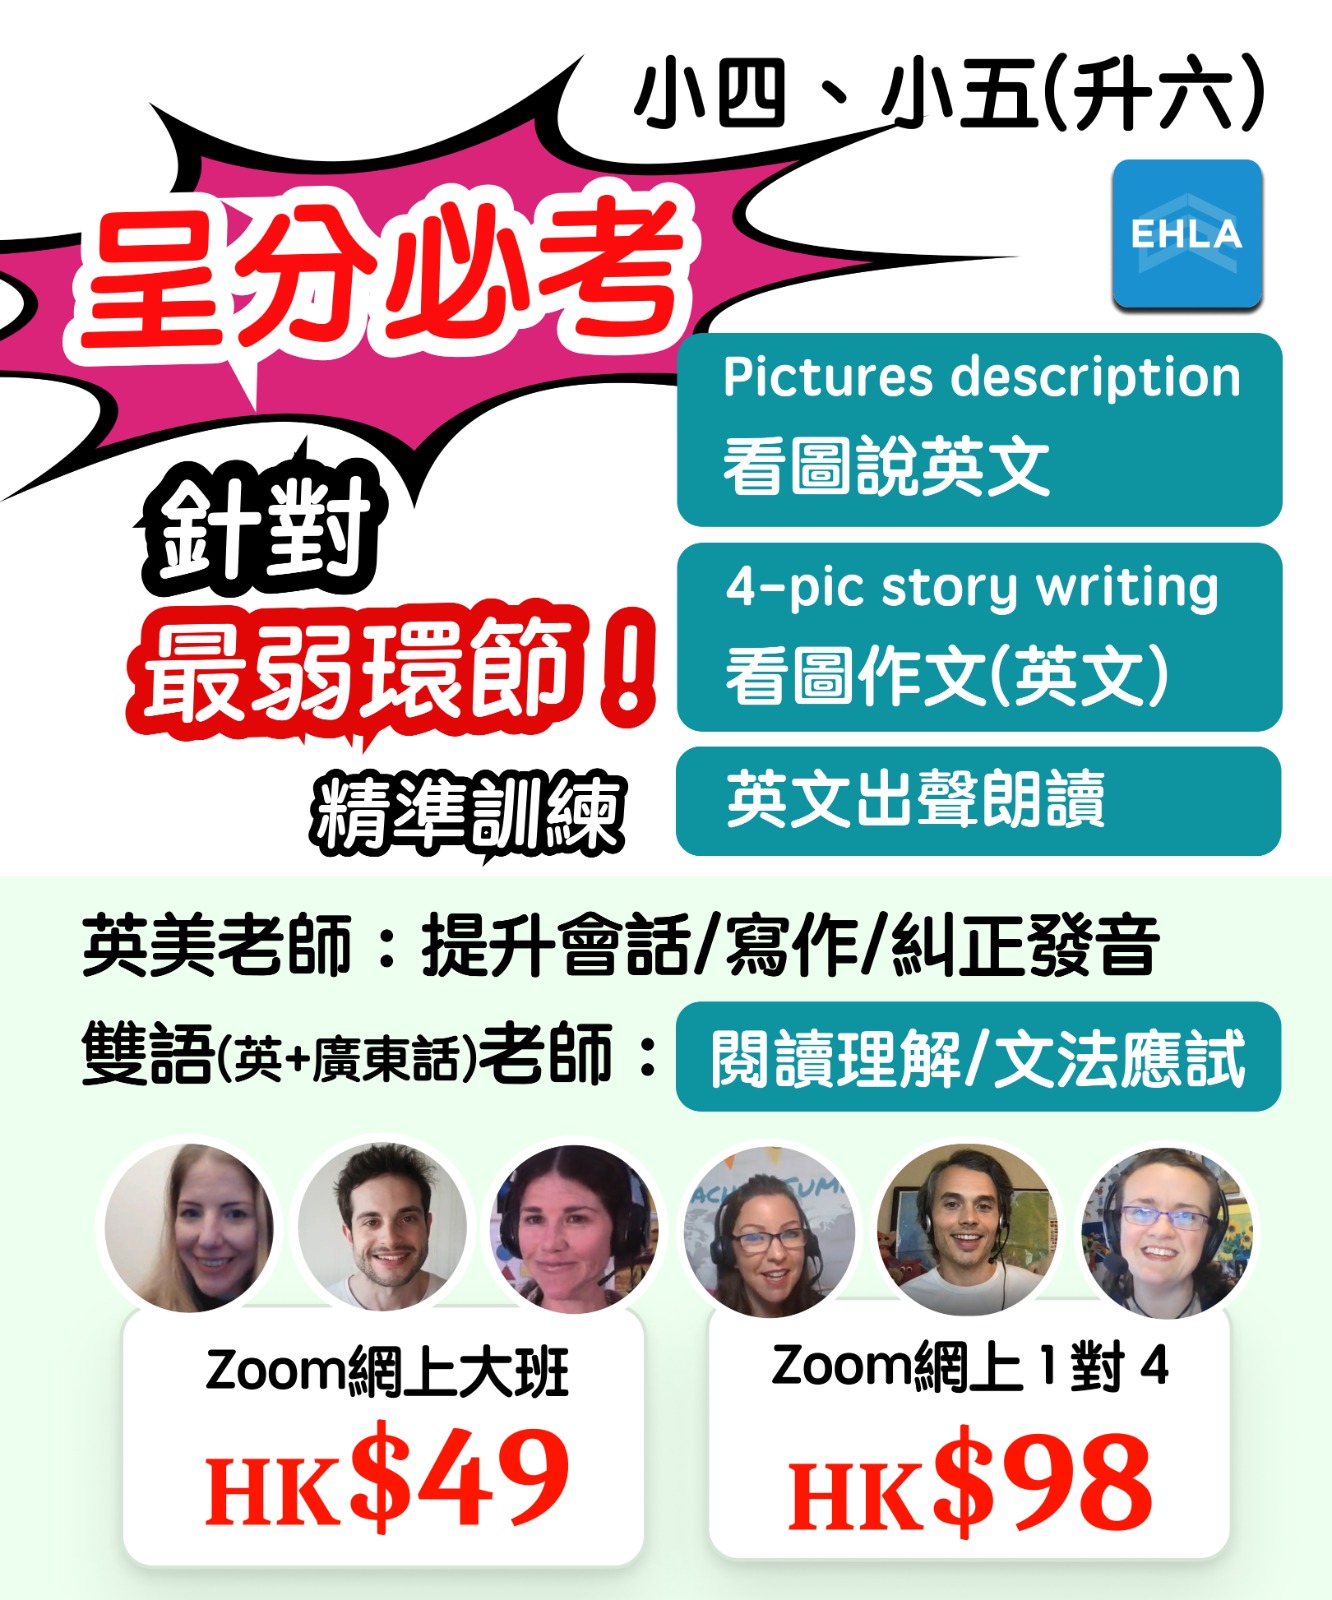 小四、小五(升六)
EHLA
呈分必考
Pictures description
看圖說英文
針對
最弱環節！
精準訓練
4-pic story writing
看圖作文(英文)
英文出聲朗讀
英美老師：提升會話/寫作/糾正發音
雙語(英+廣東話)老師：閱讀理解/文法應試
Zoom網上大班
HK$49
Zoom網上1對4
HK$98